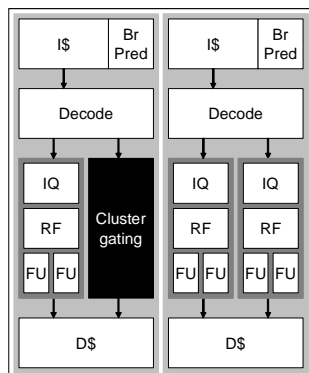 I$
Br
Pred
I$
Br
Pred
Decode
Decode
IQ
Cluster
gating
IQ
IQ
RF
RF
RF
FU
FU
FU
FU
FU
FU
D$
D$